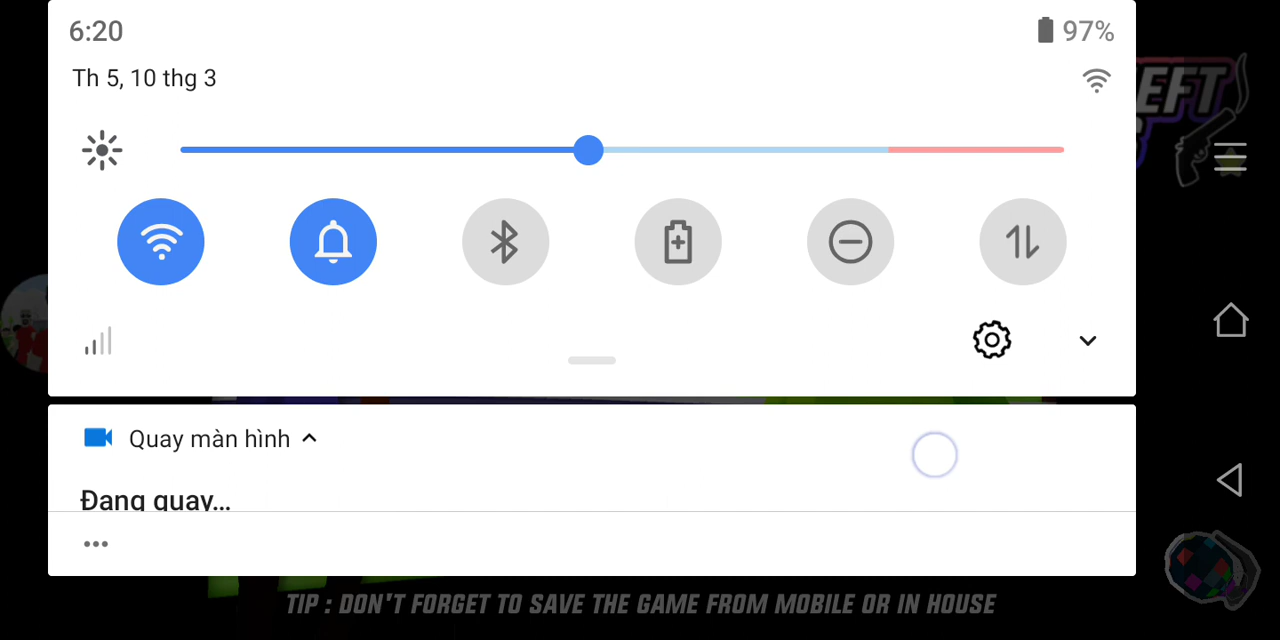 6:20
97%
Th 5, 10 thg 3
EFT
Quay màn hình
Đang quay...
TIP : DON'T FORGET TO SAVE THE GAME FROM MOBILE OR IN HOUSE